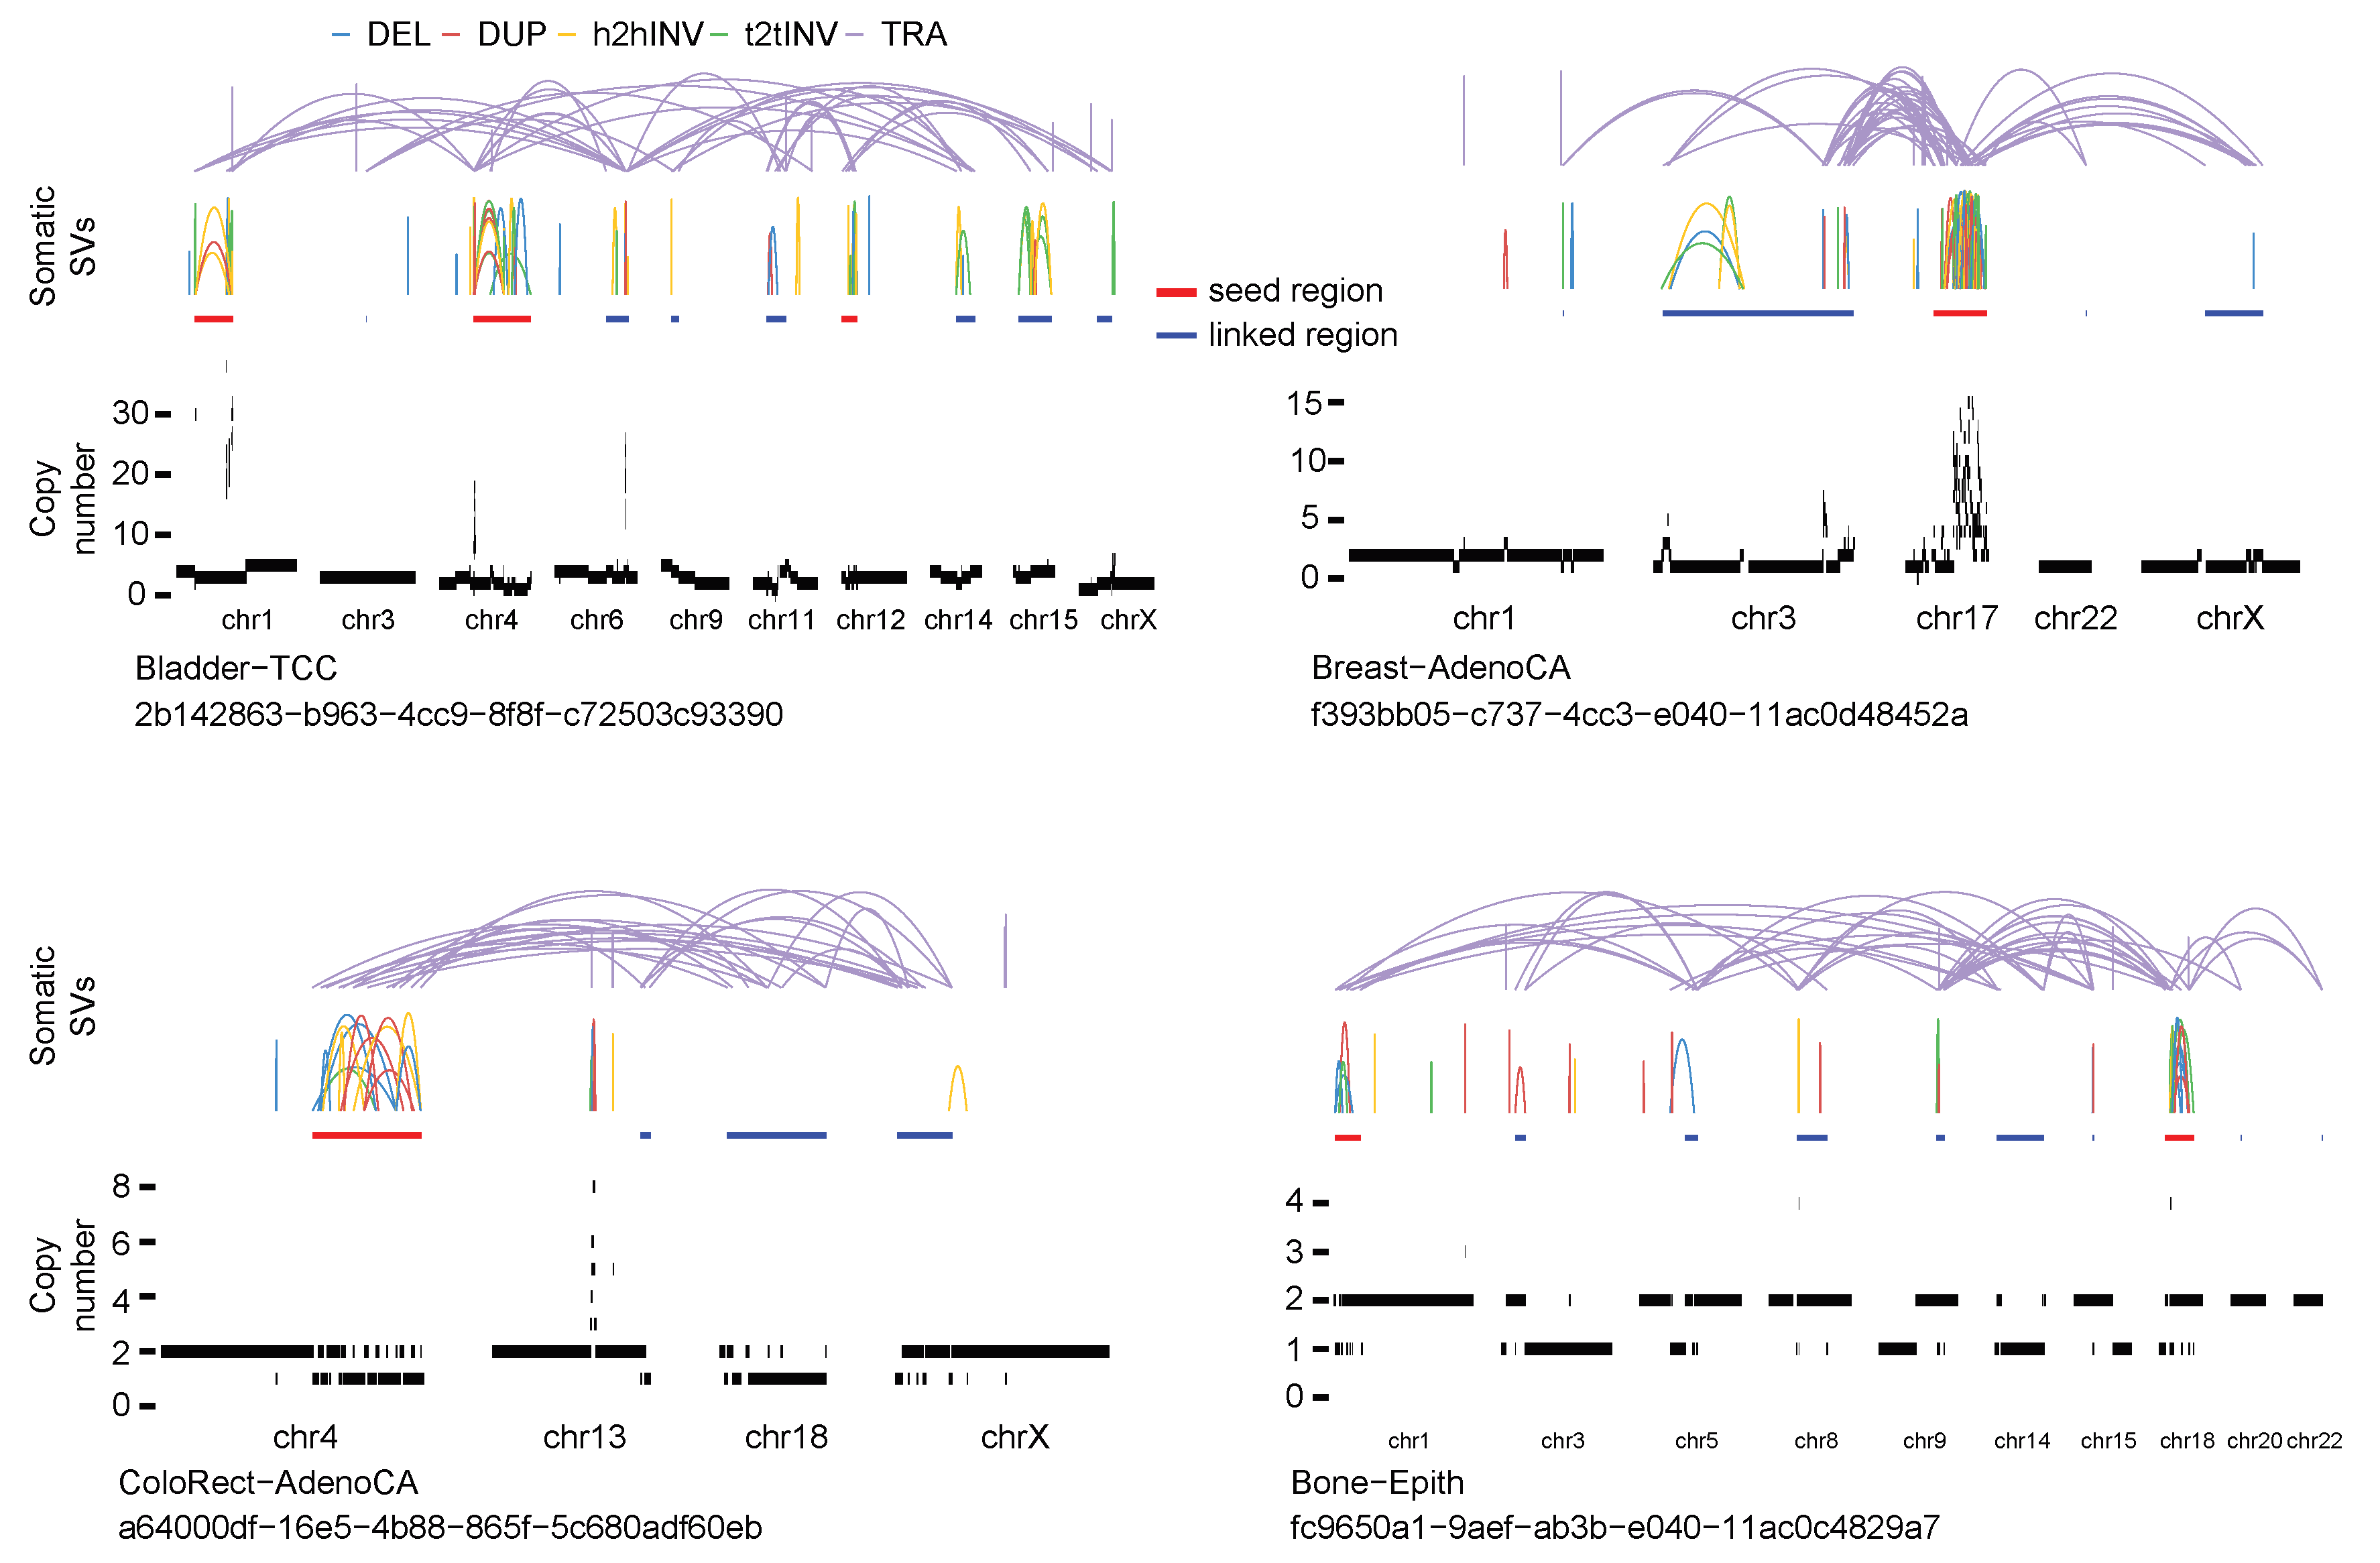 DEL DUP h2hINV t2tINV TRA
Somatic
SVs
seed region
linked region
Copy
number
30
20
10
0
chr1 chr3 chr4 chr6 chr9 chr11 chr12 chr14 chr15 chrX
Bladder−TCC
2b142863−b963−4cc9−8f8f−c72503c93390
15
10
5
0
chr1 chr3 chr17 chr22 chrX
Breast−AdenoCA
f393bb05−c737−4cc3−e040−11ac0d48452a
Somatic
SVs
Copy
number
8
6
4
2
0
chr4 chr13 chr18 chrX
ColoRect−AdenoCA
a64000df−16e5−4b88−865f−5c680adf60eb
4
3
2
1
0
chr1 chr3 chr5 chr8 chr9 chr14 chr15 chr18 chr20 chr22
Bone−Epith
fc9650a1−9aef−ab3b−e040−11ac0c4829a7